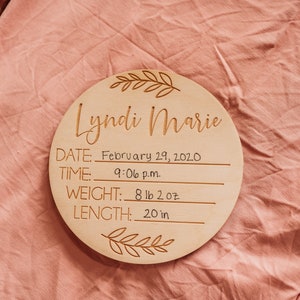 Lyndi Marie
DATE: February 29, 2020
TIME: 9:06 p.m.
WEIGHT: 8 lb 2 oz
LENGTH: 20 in